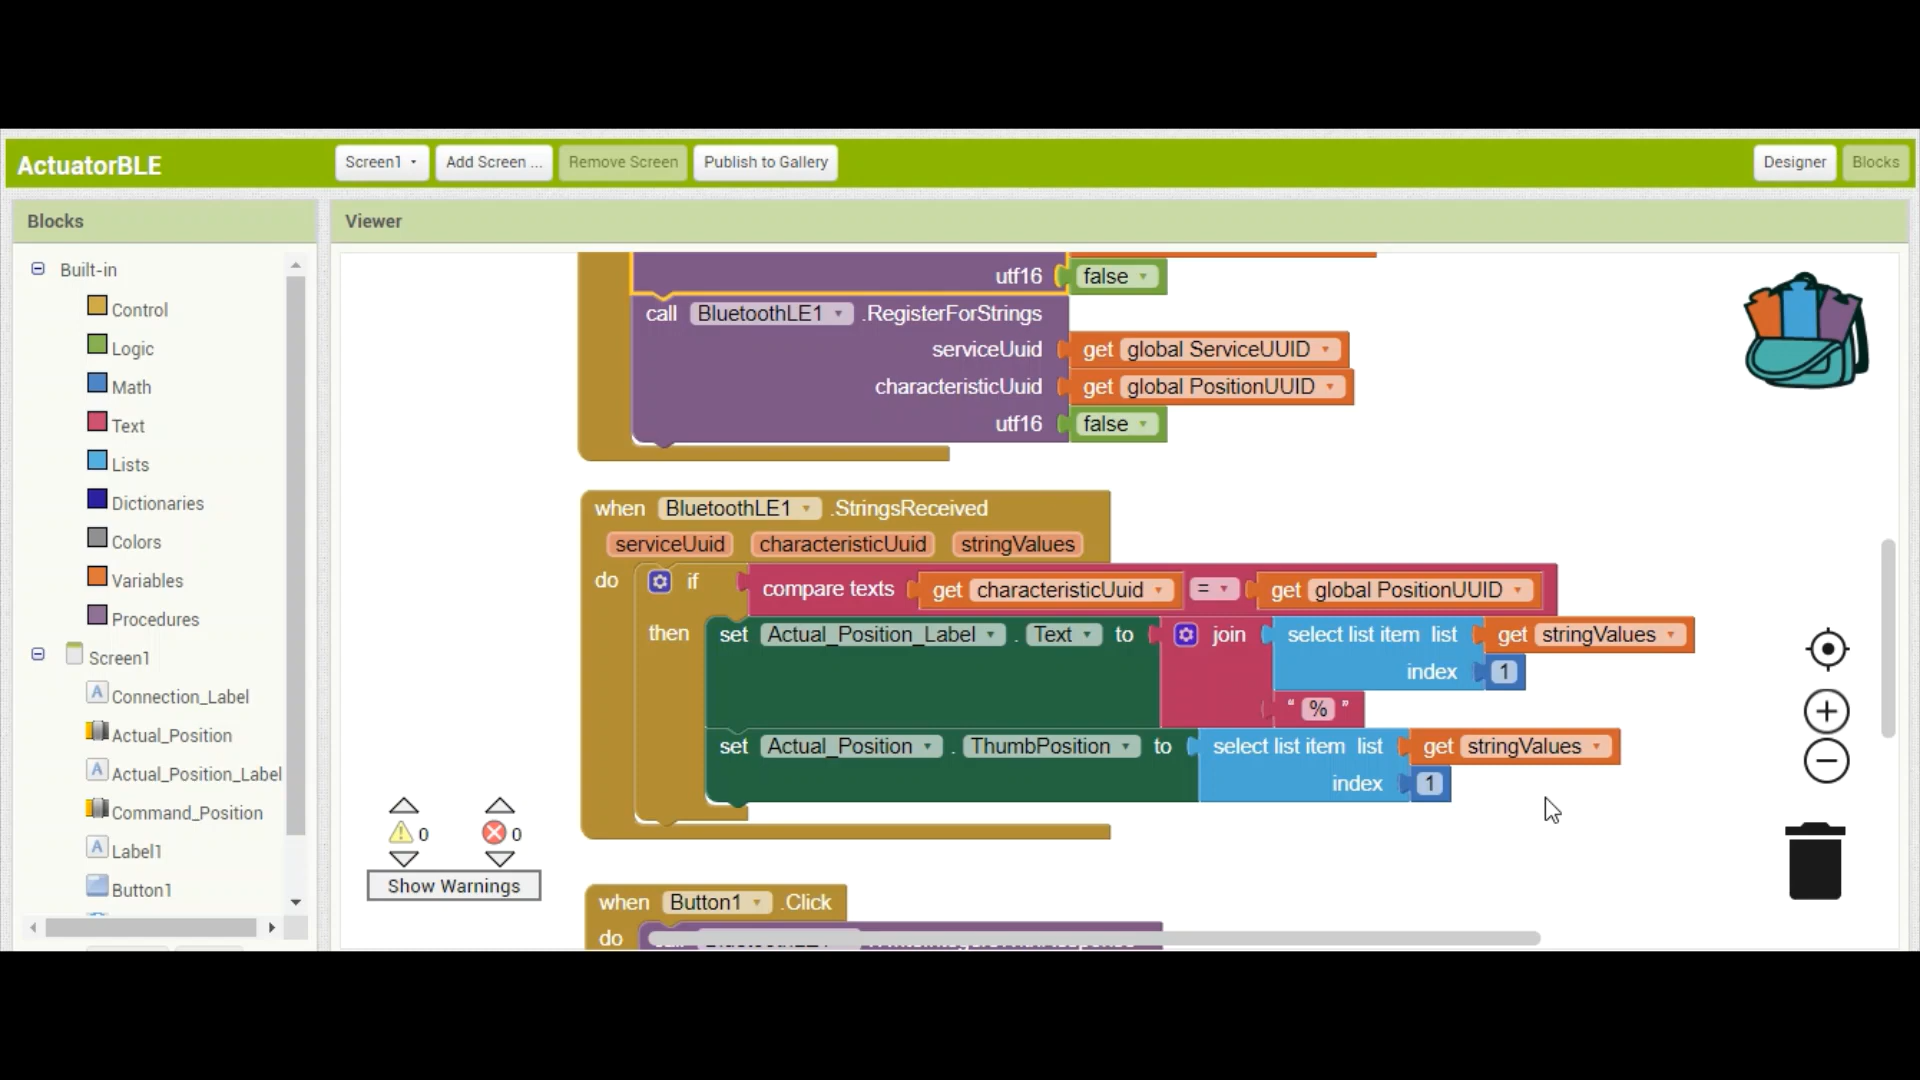 ActuatorBLE
Screen1
Add Screen ...
Remove Screen
Publish to Gallery
Designer
Blocks
Blocks
Viewer
Built-in
Control
Logic
Math
Text
Lists
Dictionaries
Colors
Variables
Procedures
Screen1
Connection_Label
Actual_Position
Actual_Position_Label
Command_Position
Label1
Button1
utf16 false
call BluetoothLE1 .RegisterForStrings
serviceUuid get global ServiceUUID
characteristicUuid get global PositionUUID
utf16 false
when BluetoothLE1 .StringsReceived
serviceUuid characteristicUuid stringValues
do if compare texts get characteristicUuid = get global PositionUUID
then set Actual_Position_Label . Text to join select list item list get stringValues
index 1
“ % ”
set Actual_Position . ThumbPosition to select list item list get stringValues
index 1
0 0
Show Warnings
when Button1 .Click
do